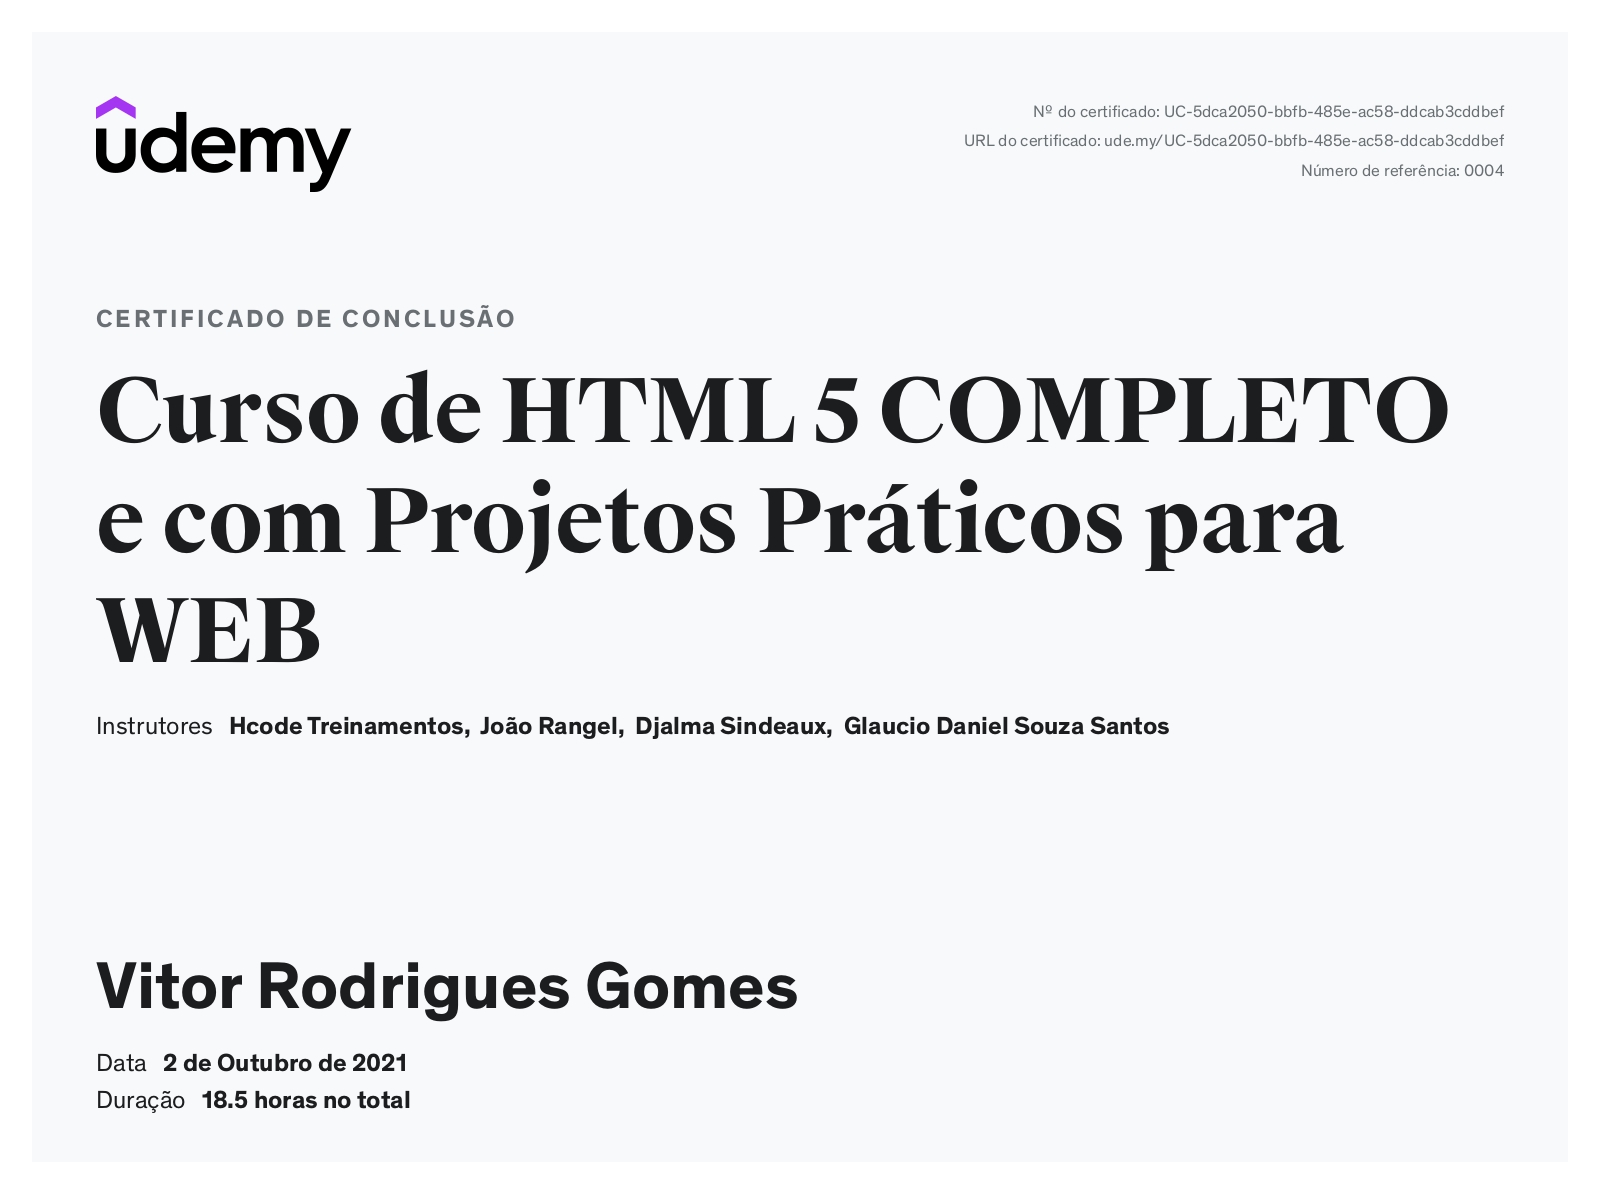 udemy
Nº do certificado: UC-5dca2050-bbfb-485e-ac58-ddcab3cddbef
URL do certificado: ude.my/UC-5dca2050-bbfb-485e-ac58-ddcab3cddbef
Número de referência: 0004
CERTIFICADO DE CONCLUSÃO
Curso de HTML 5 COMPLETO
e com Projetos Práticos para
WEB
Instrutores Hcode Treinamentos, João Rangel, Djalma Sindeaux, Glaucio Daniel Souza Santos
Vitor Rodrigues Gomes
Data 2 de Outubro de 2021
Duração 18.5 horas no total